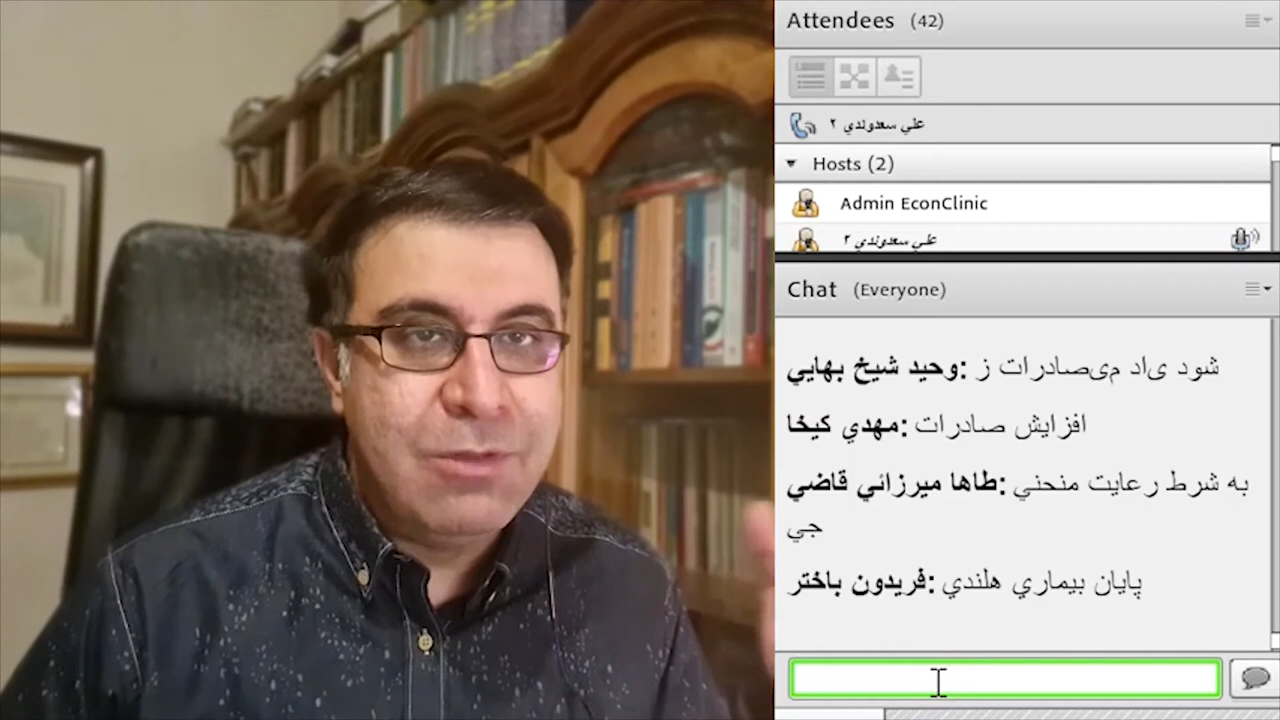 Attendees (42)
علي سعدوندي ۲
Hosts (2)
Admin EconClinic
علي سعدوندي ۲
Chat (Everyone)
وحيد شيخ بهايي: صادرات زیاد می‌شود
مهدي كيخا: افزايش صادرات
طاها ميرزائي قاضي: به شرط رعايت منحني
جي
فريدون باختر: پايان بيماري هلندي